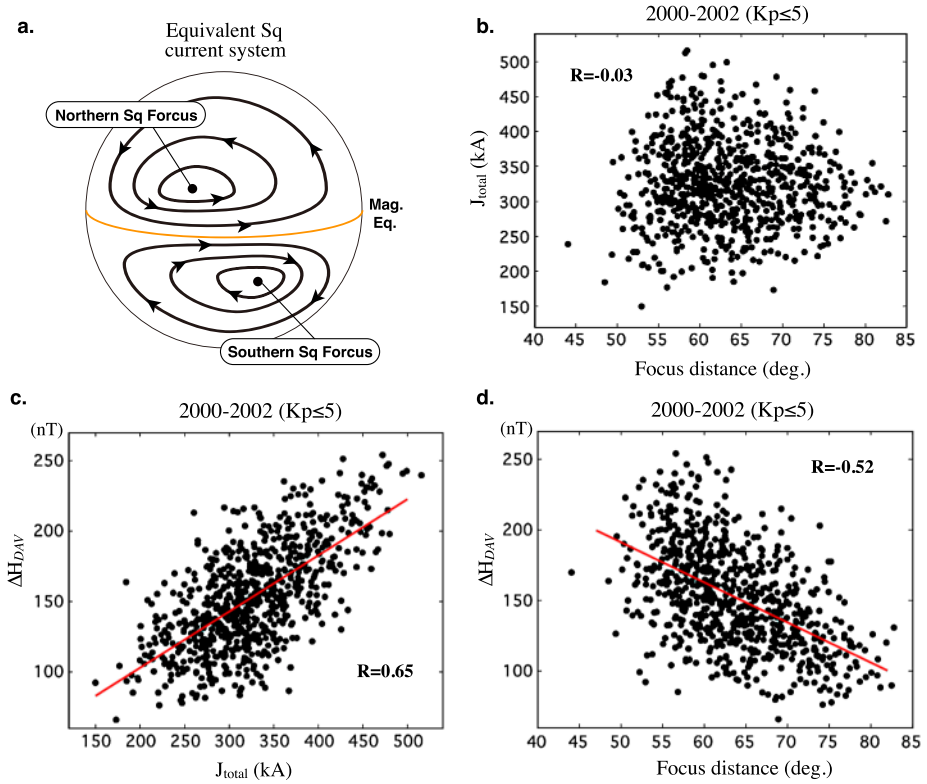 a.
Equivalent Sq
current system
Northern Sq Forcus
Mag.
Eq.
Southern Sq Forcus
b.
2000-2002 (Kp≤5)
R=-0.03
J_total (kA)
500
450
400
350
300
250
200
150
40 45 50 55 60 65 70 75 80 85
Focus distance (deg.)
c.
2000-2002 (Kp≤5)
(nT)
ΔH_DAV
250
200
150
100
R=0.65
150 200 250 300 350 400 450 500
J_total (kA)
d.
2000-2002 (Kp≤5)
(nT)
ΔH_DAV
250
200
150
100
R=-0.52
40 45 50 55 60 65 70 75 80 85
Focus distance (deg.)